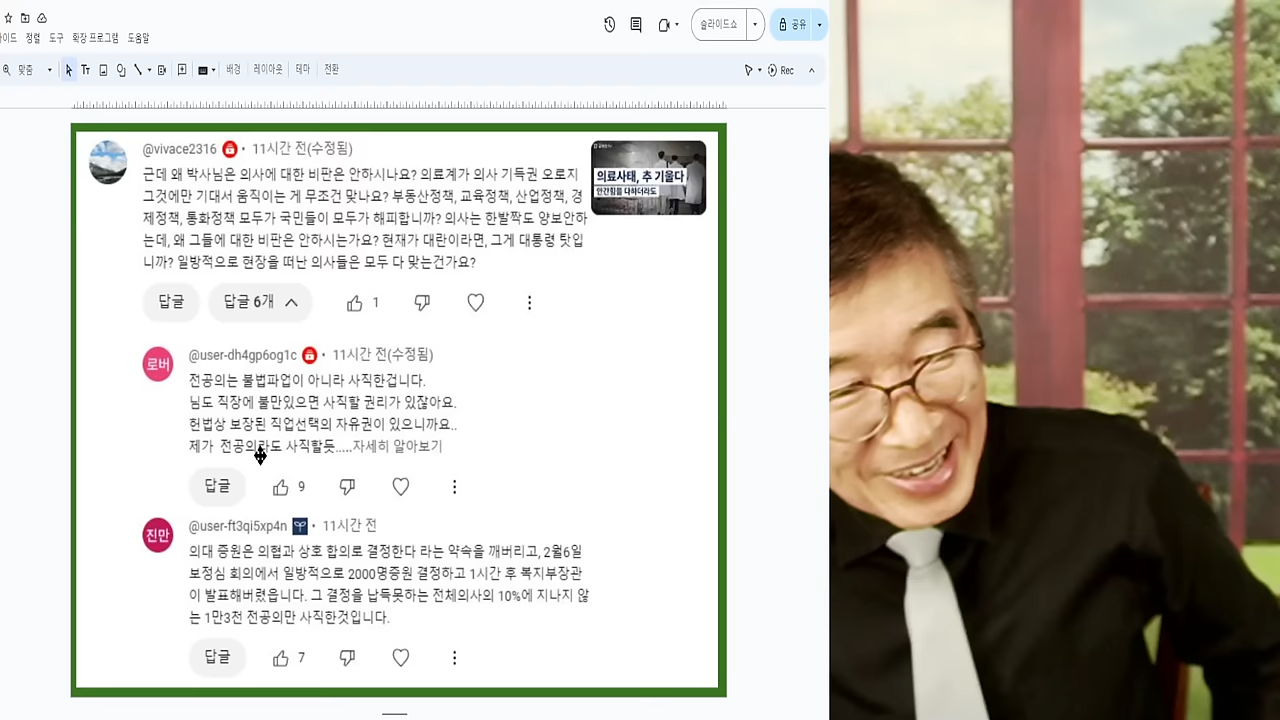 이드 정렬 도구 확장 프로그램 도움말
슬라이드쇼
공유
맞춤
배경 레이아웃 테마 전환
Rec
@vivace2316 · 11시간 전(수정됨)
근데 왜 박사님은 의사에 대한 비판은 안하시나요? 의료계가 의사 기득권 오로지
그것에만 기대서 움직이는 게 무조건 맞나요? 부동산정책, 교육정책, 산업정책, 경
제정책, 통화정책 모두가 국민들이 모두가 해피합니까? 의사는 한발짝도 양보안하
는데, 왜 그들에 대한 비판은 안하시는가요? 현재가 대란이라면, 그게 대통령 탓입
니까? 일방적으로 현장을 떠난 의사들은 모두 다 맞는건가요?
의료사태, 추 기울다
안간힘을 다하더라도
답글 답글 6개 1
로버
@user-dh4gp6og1c · 11시간 전(수정됨)
전공의는 불법파업이 아니라 사직한겁니다.
님도 직장에 불만있으면 사직할 권리가 있잖아요.
헌법상 보장된 직업선택의 자유권이 있으니까요..
제가 전공의라도 사직할듯.....자세히 알아보기
답글 9
진만
@user-ft3qi5xp4n · 11시간 전
의대 증원은 의협과 상호 합의로 결정한다 라는 약속을 깨버리고, 2월6일
보정심 회의에서 일방적으로 2000명증원 결정하고 1시간 후 복지부장관
이 발표해버렸읍니다. 그 결정을 납득못하는 전체의사의 10%에 지나지 않
는 1만3천 전공의만 사직한것입니다.
답글 7